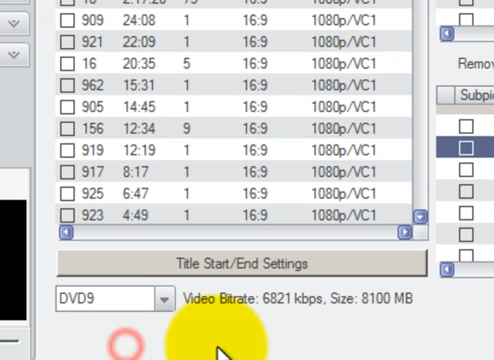 909 24:08 1 16:9 1080p/VC1
921 22:09 1 16:9 1080p/VC1
16 20:35 5 16:9 1080p/VC1
962 15:31 1 16:9 1080p/VC1
905 14:45 1 16:9 1080p/VC1
156 12:34 9 16:9 1080p/VC1
919 12:19 1 16:9 1080p/VC1
917 8:17 1 16:9 1080p/VC1
925 6:47 1 16:9 1080p/VC1
923 4:49 1 16:9 1080p/VC1
Title Start/End Settings
DVD9 Video Bitrate: 6821 kbps, Size: 8100 MB
Remov
Subpi